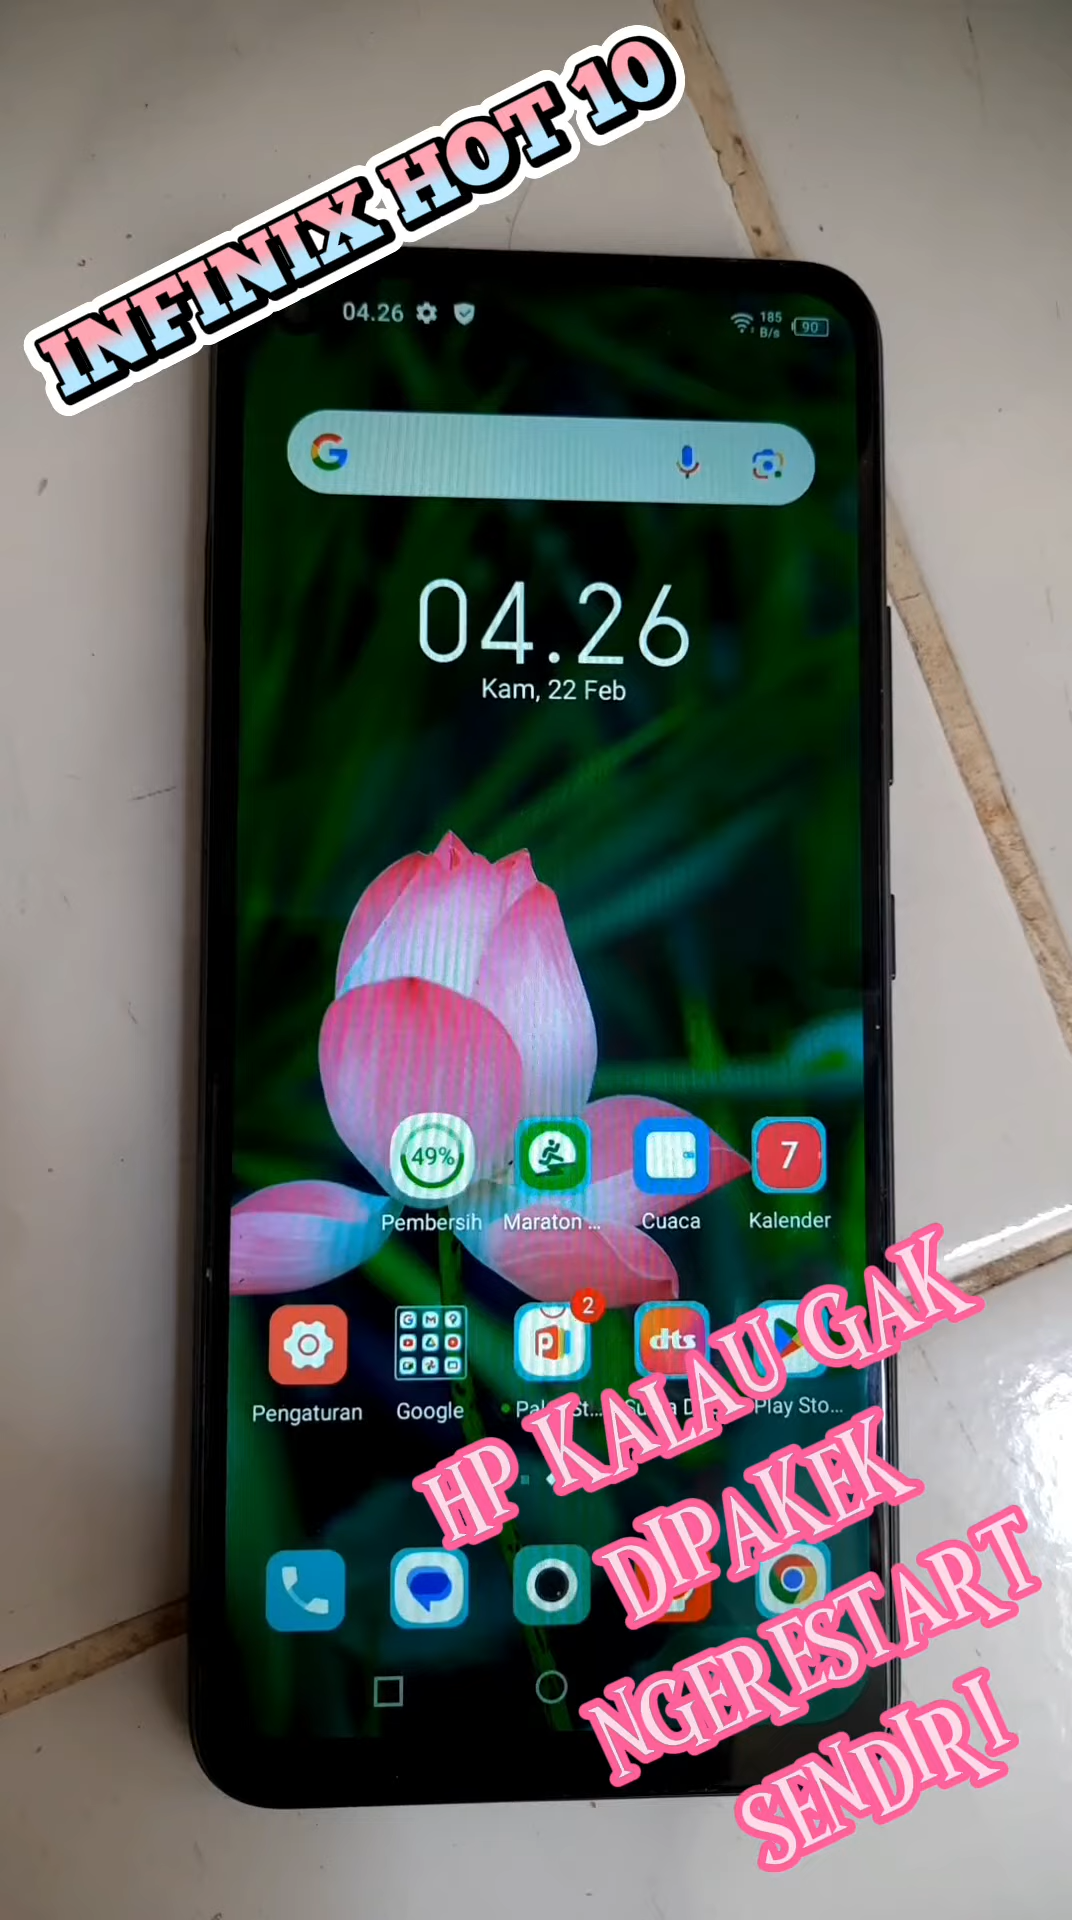 INFINIX HOT 10
04.26
185
B/s
90
G
04.26
Kam, 22 Feb
49%
7
Pembersih
Maraton ...
Cuaca
Kalender
2
dts
Pengaturan
Google
Play Sto...
HP KALAU GAK
DIPAKEK
NGERESTART
SENDIRI